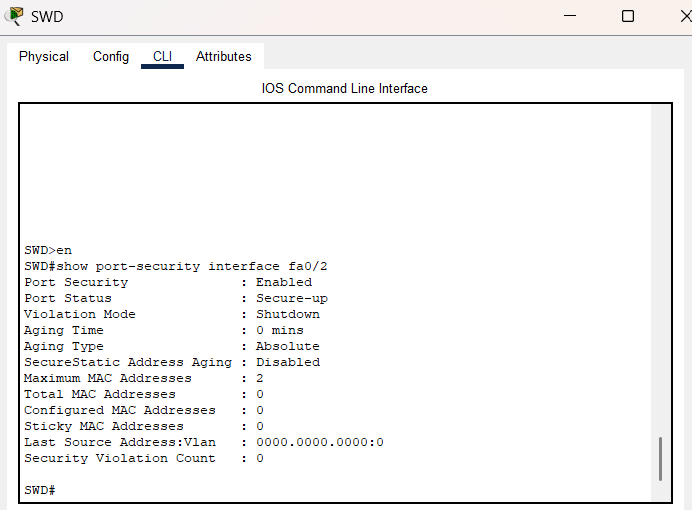 SWD
Physical Config CLI Attributes
IOS Command Line Interface
SWD>en
SWD#show port-security interface fa0/2
Port Security              : Enabled
Port Status                : Secure-up
Violation Mode             : Shutdown
Aging Time                 : 0 mins
Aging Type                 : Absolute
SecureStatic Address Aging : Disabled
Maximum MAC Addresses      : 2
Total MAC Addresses        : 0
Configured MAC Addresses   : 0
Sticky MAC Addresses       : 0
Last Source Address:Vlan   : 0000.0000.0000:0
Security Violation Count   : 0
SWD#